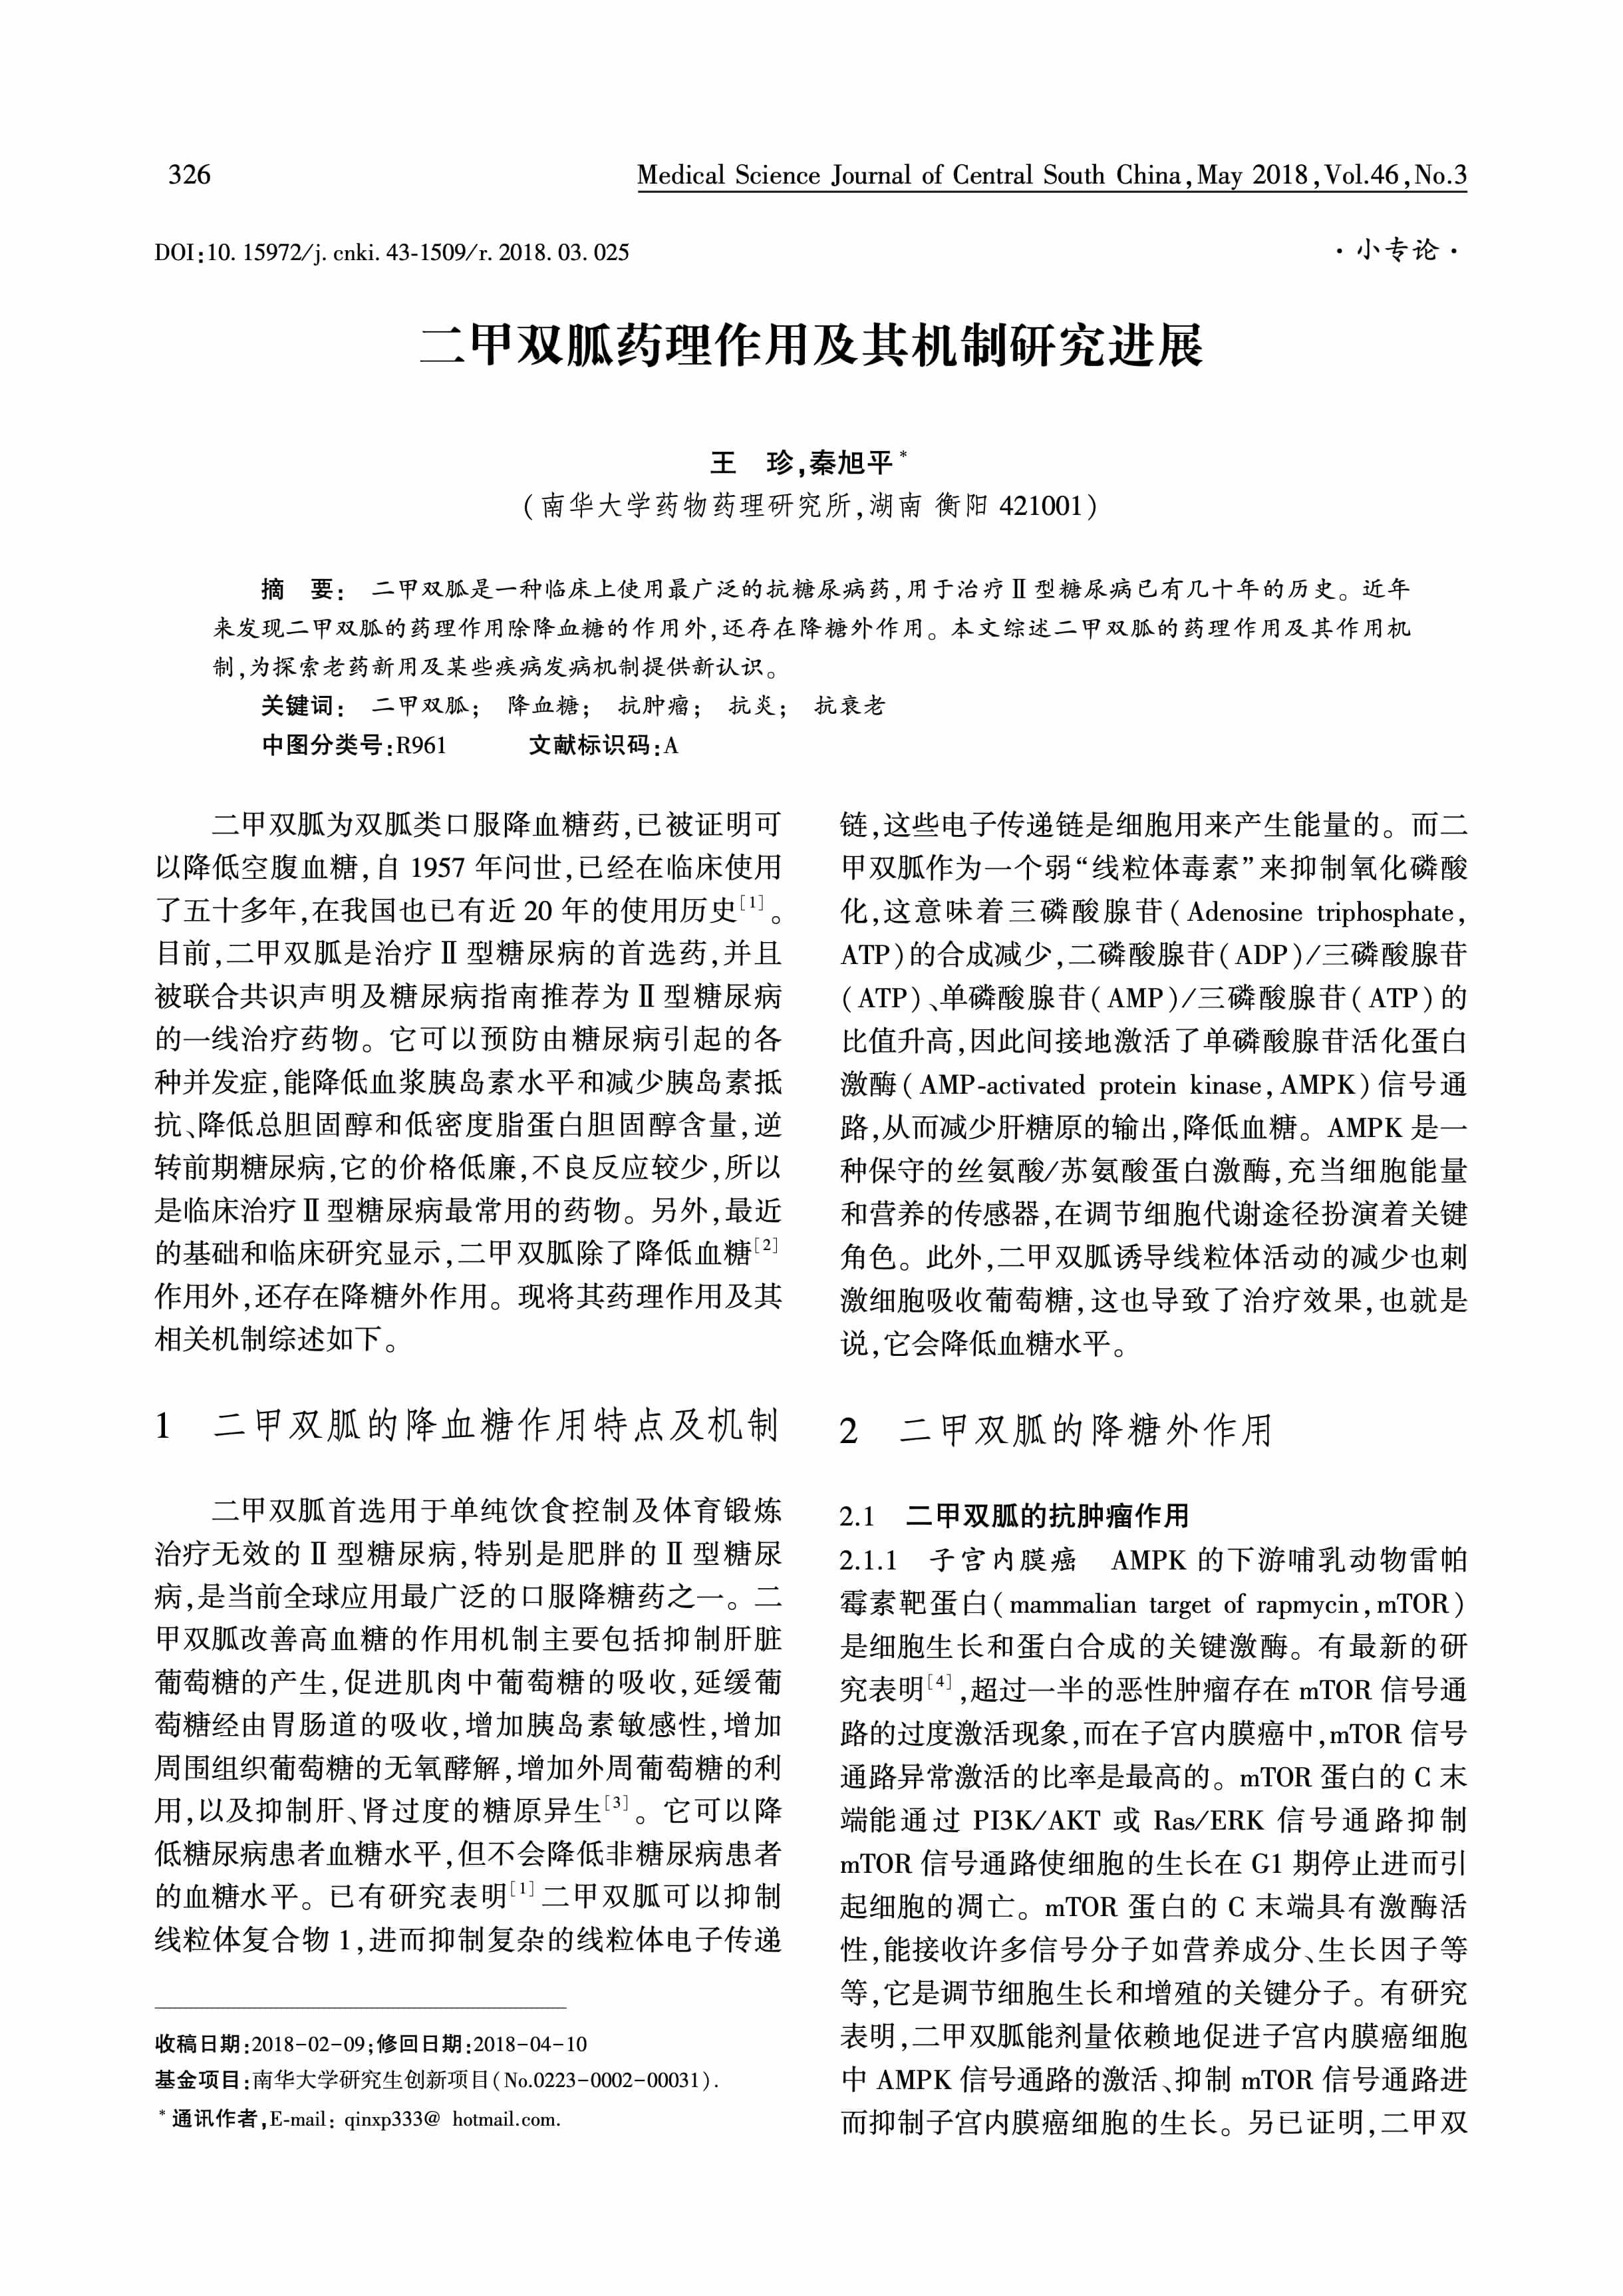 326
Medical Science Journal of Central South China,May 2018,Vol.46,No.3
DOI:10. 15972/j. cnki. 43-1509/r. 2018. 03. 025
·小专论·
二甲双胍药理作用及其机制研究进展
王 珍,秦旭平*
(南华大学药物药理研究所,湖南 衡阳 421001)
摘 要: 二甲双胍是一种临床上使用最广泛的抗糖尿病药,用于治疗Ⅱ型糖尿病已有几十年的历史。近年
来发现二甲双胍的药理作用除降血糖的作用外,还存在降糖外作用。本文综述二甲双胍的药理作用及其作用机
制,为探索老药新用及某些疾病发病机制提供新认识。
关键词: 二甲双胍; 降血糖; 抗肿瘤; 抗炎; 抗衰老
中图分类号:R961 文献标识码:A
二甲双胍为双胍类口服降血糖药,已被证明可
以降低空腹血糖,自 1957 年问世,已经在临床使用
了五十多年,在我国也已有近 20 年的使用历史[1]。
目前,二甲双胍是治疗Ⅱ型糖尿病的首选药,并且
被联合共识声明及糖尿病指南推荐为Ⅱ型糖尿病
的一线治疗药物。它可以预防由糖尿病引起的各
种并发症,能降低血浆胰岛素水平和减少胰岛素抵
抗、降低总胆固醇和低密度脂蛋白胆固醇含量,逆
转前期糖尿病,它的价格低廉,不良反应较少,所以
是临床治疗Ⅱ型糖尿病最常用的药物。另外,最近
的基础和临床研究显示,二甲双胍除了降低血糖[2]
作用外,还存在降糖外作用。现将其药理作用及其
相关机制综述如下。
1 二甲双胍的降血糖作用特点及机制
二甲双胍首选用于单纯饮食控制及体育锻炼
治疗无效的Ⅱ型糖尿病,特别是肥胖的Ⅱ型糖尿
病,是当前全球应用最广泛的口服降糖药之一。二
甲双胍改善高血糖的作用机制主要包括抑制肝脏
葡萄糖的产生,促进肌肉中葡萄糖的吸收,延缓葡
萄糖经由胃肠道的吸收,增加胰岛素敏感性,增加
周围组织葡萄糖的无氧酵解,增加外周葡萄糖的利
用,以及抑制肝、肾过度的糖原异生[3]。它可以降
低糖尿病患者血糖水平,但不会降低非糖尿病患者
的血糖水平。已有研究表明[1]二甲双胍可以抑制
线粒体复合物 1,进而抑制复杂的线粒体电子传递
收稿日期:2018-02-09;修回日期:2018-04-10
基金项目:南华大学研究生创新项目(No.0223-0002-00031).
*通讯作者,E-mail: qinxp333@ hotmail.com.
链,这些电子传递链是细胞用来产生能量的。而二
甲双胍作为一个弱“线粒体毒素”来抑制氧化磷酸
化,这意味着三磷酸腺苷(Adenosine triphosphate,
ATP)的合成减少,二磷酸腺苷(ADP)/三磷酸腺苷
(ATP)、单磷酸腺苷(AMP)/三磷酸腺苷(ATP)的
比值升高,因此间接地激活了单磷酸腺苷活化蛋白
激酶(AMP-activated protein kinase,AMPK)信号通
路,从而减少肝糖原的输出,降低血糖。AMPK 是一
种保守的丝氨酸/苏氨酸蛋白激酶,充当细胞能量
和营养的传感器,在调节细胞代谢途径扮演着关键
角色。此外,二甲双胍诱导线粒体活动的减少也刺
激细胞吸收葡萄糖,这也导致了治疗效果,也就是
说,它会降低血糖水平。
2 二甲双胍的降糖外作用
2.1 二甲双胍的抗肿瘤作用
2.1.1 子宫内膜癌 AMPK 的下游哺乳动物雷帕
霉素靶蛋白(mammalian target of rapmycin,mTOR)
是细胞生长和蛋白合成的关键激酶。有最新的研
究表明[4],超过一半的恶性肿瘤存在 mTOR 信号通
路的过度激活现象,而在子宫内膜癌中,mTOR 信号
通路异常激活的比率是最高的。mTOR 蛋白的 C 末
端能通过 PI3K/AKT 或 Ras/ERK 信号通路抑制
mTOR 信号通路使细胞的生长在 G1 期停止进而引
起细胞的凋亡。mTOR 蛋白的 C 末端具有激酶活
性,能接收许多信号分子如营养成分、生长因子等
等,它是调节细胞生长和增殖的关键分子。有研究
表明,二甲双胍能剂量依赖地促进子宫内膜癌细胞
中 AMPK 信号通路的激活、抑制 mTOR 信号通路进
而抑制子宫内膜癌细胞的生长。另已证明,二甲双